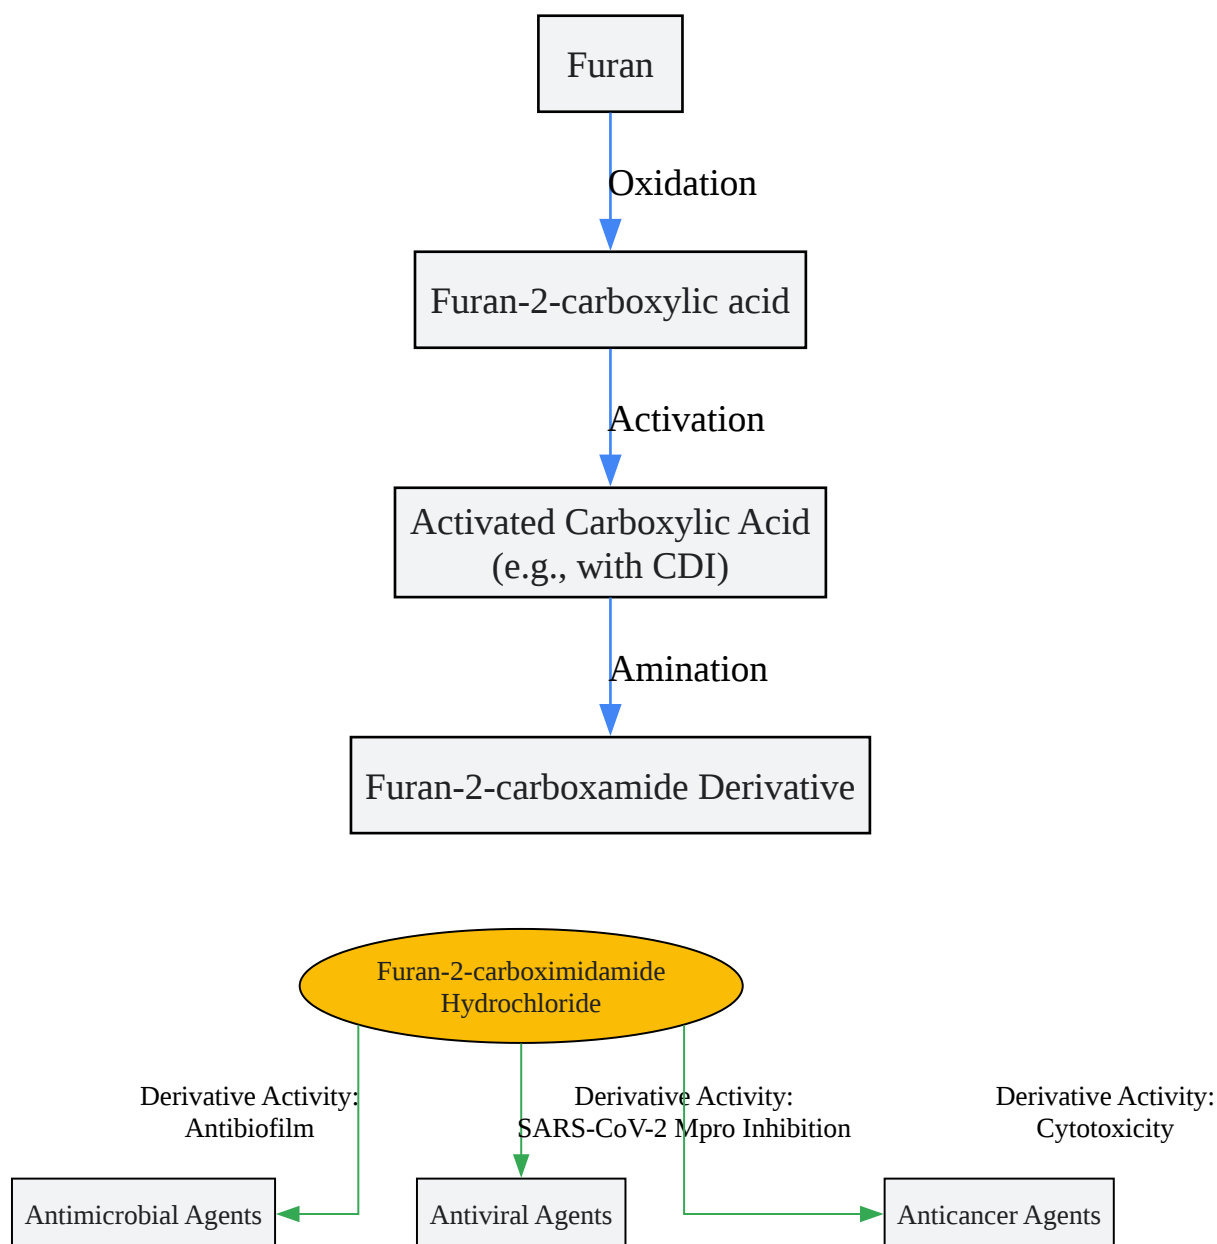 Furan
Oxidation
Furan-2-carboxylic acid
Activation
Activated Carboxylic Acid
(e.g., with CDI)
Amination
Furan-2-carboxamide Derivative
Furan-2-carboximidamide
Hydrochloride
Derivative Activity:
Antibiofilm
Derivative Activity:
SARS-CoV-2 Mpro Inhibition
Derivative Activity:
Cytotoxicity
Antimicrobial Agents
Antiviral Agents
Anticancer Agents